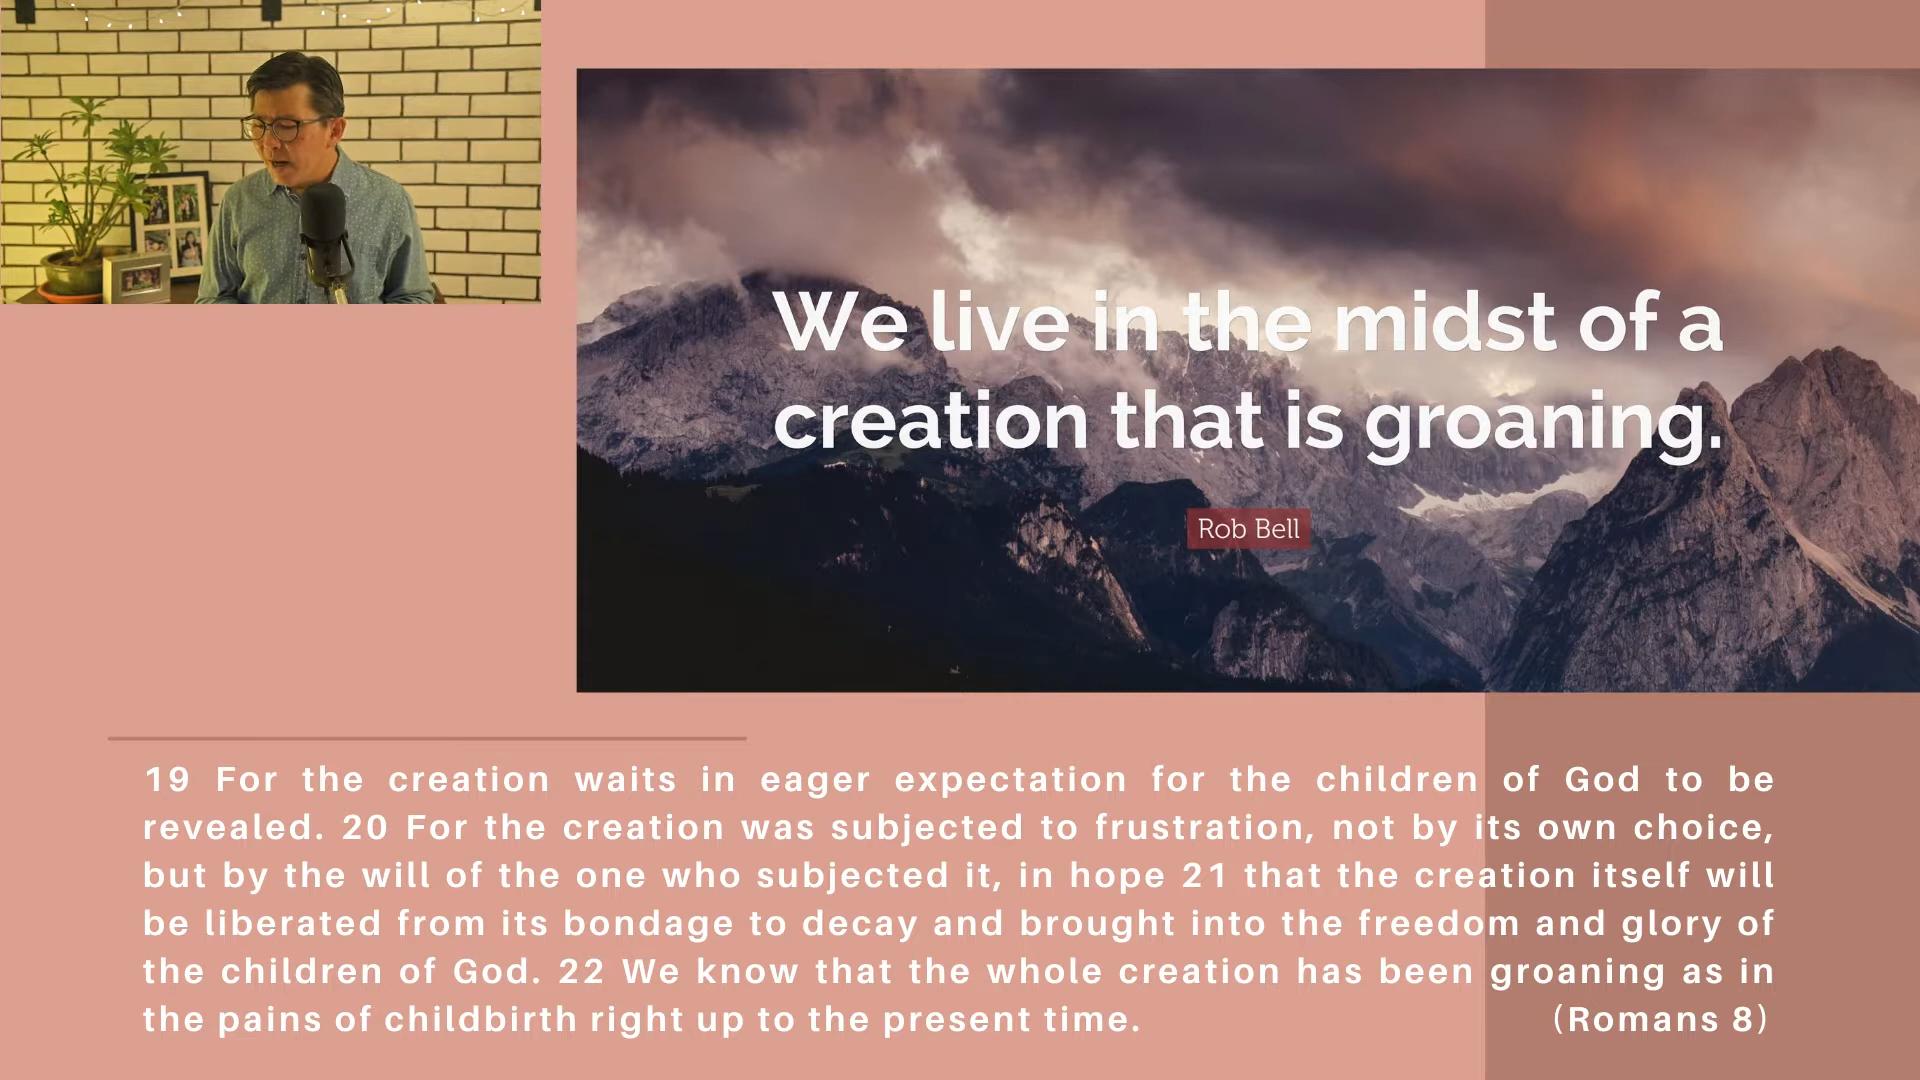 We live in the midst of a
creation that is groaning.
Rob Bell
19 For the creation waits in eager expectation for the children of God to be
revealed. 20 For the creation was subjected to frustration, not by its own choice,
but by the will of the one who subjected it, in hope 21 that the creation itself will
be liberated from its bondage to decay and brought into the freedom and glory of
the children of God. 22 We know that the whole creation has been groaning as in
the pains of childbirth right up to the present time. (Romans 8)